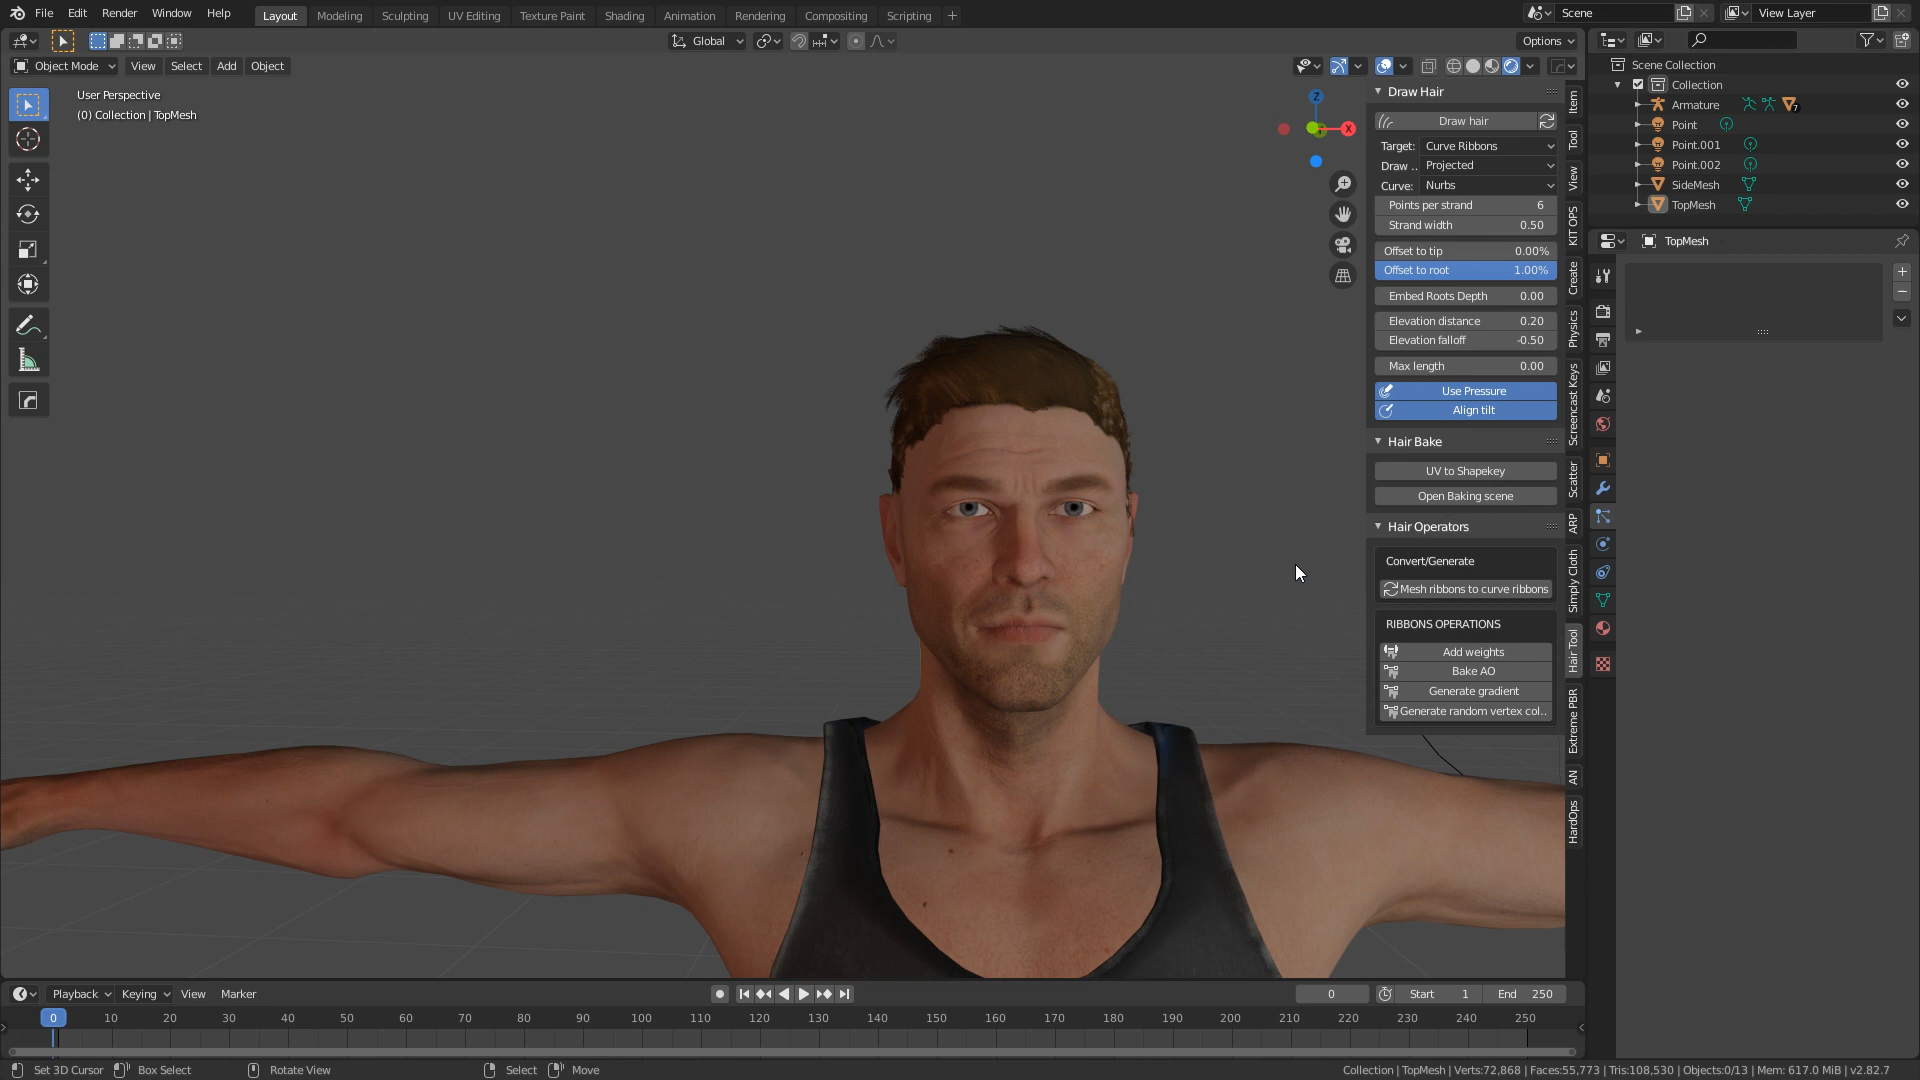 File Edit Render Window Help Layout Modeling Sculpting UV Editing Texture Paint Shading Animation Rendering Compositing Scripting + Scene View Layer
Global Options
Object Mode View Select Add Object
User Perspective
(0) Collection | TopMesh
Z
X
Draw Hair
Draw hair
Target: Curve Ribbons
Draw .. Projected
Curve: Nurbs
Points per strand 6
Strand width 0.50
Offset to tip 0.00%
Offset to root 1.00%
Embed Roots Depth 0.00
Elevation distance 0.20
Elevation falloff -0.50
Max length 0.00
Use Pressure
Align tilt
Hair Bake
UV to Shapekey
Open Baking scene
Hair Operators
Convert/Generate
Mesh ribbons to curve ribbons
RIBBONS OPERATIONS
Add weights
Bake AO
Generate gradient
Generate random vertex col..
Item
Tool
View
KIT OPS
Create
Physics
Screencast Keys
Scatter
ARP
Simply Cloth
Hair Tool
Extreme PBR
AN
HardOps
Scene Collection
Collection
Armature 7
Point
Point.001
Point.002
SideMesh
TopMesh
TopMesh
Playback Keying View Marker 0 Start 1 End 250
0 10 20 30 40 50 60 70 80 90 100 110 120 130 140 150 160 170 180 190 200 210 220 230 240 250
Set 3D Cursor Box Select Rotate View Select Move Collection | TopMesh | Verts:72,868 | Faces:55,773 | Tris:108,530 | Objects:0/13 | Mem: 617.0 MiB | v2.82.7